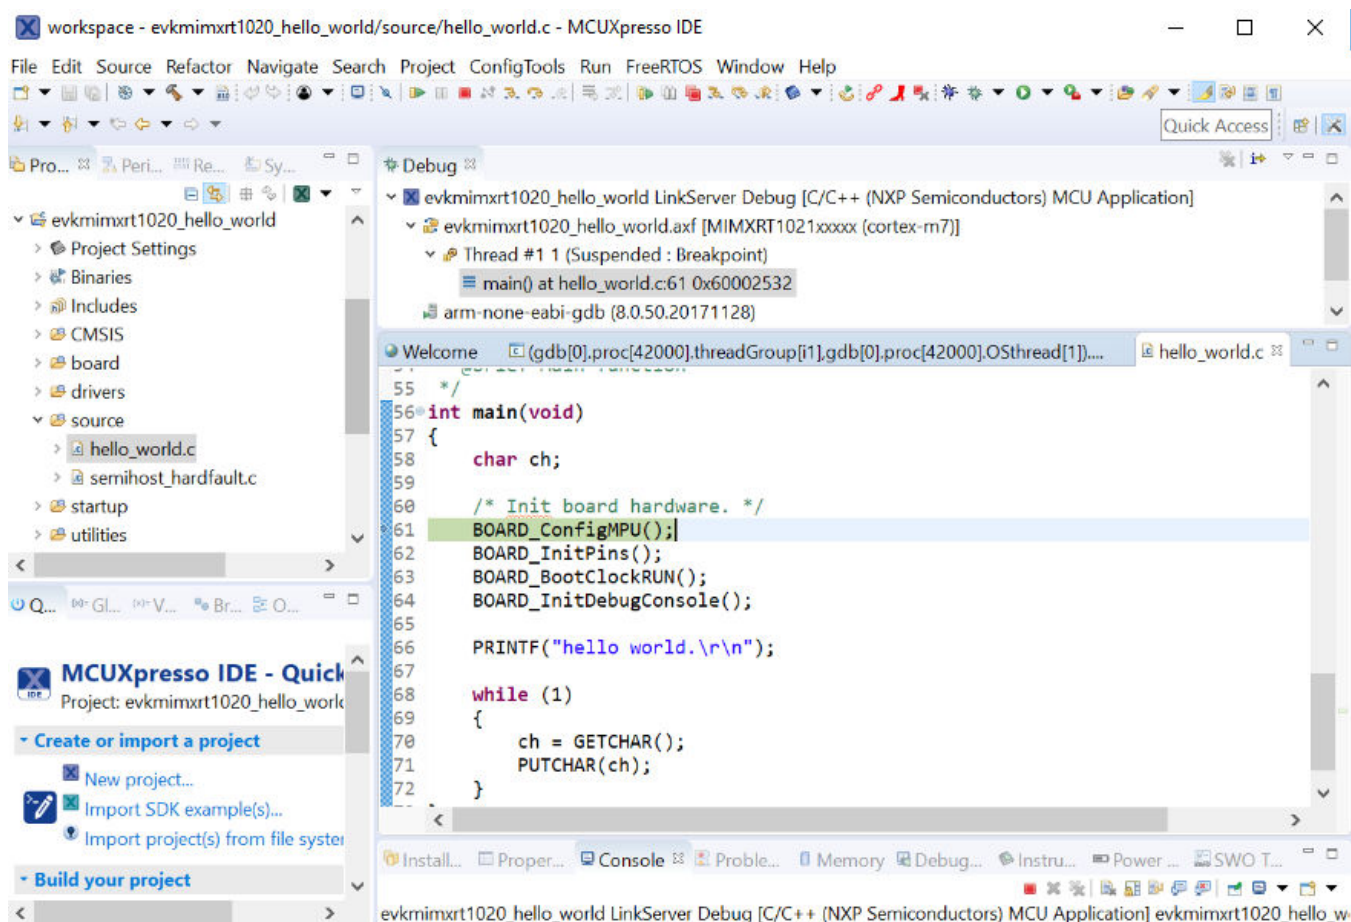 workspace - evkmimxrt1020_hello_world/source/hello_world.c - MCUXpresso IDE
File Edit Source Refactor Navigate Search Project ConfigTools Run FreeRTOS Window Help
Quick Access
Pro... Peri... Re... Sy...
evkmimxrt1020_hello_world
Project Settings
Binaries
Includes
CMSIS
board
drivers
source
hello_world.c
semihost_hardfault.c
startup
utilities
Debug
evkmimxrt1020_hello_world LinkServer Debug [C/C++ (NXP Semiconductors) MCU Application]
evkmimxrt1020_hello_world.axf [MIMXRT1021xxxxx (cortex-m7)]
Thread #1 1 (Suspended : Breakpoint)
main() at hello_world.c:61 0x60002532
arm-none-eabi-gdb (8.0.50.20171128)
Welcome (gdb[0].proc[42000].threadGroup[i1],gdb[0].proc[42000].OSthread[1]).... hello_world.c
55 */
56 int main(void)
57 {
58 char ch;
59
60 /* Init board hardware. */
61 BOARD_ConfigMPU();
62 BOARD_InitPins();
63 BOARD_BootClockRUN();
64 BOARD_InitDebugConsole();
65
66 PRINTF("hello world.\r\n");
67
68 while (1)
69 {
70 ch = GETCHAR();
71 PUTCHAR(ch);
72 }
Q... Gl... V... Br... O...
MCUXpresso IDE - Quick
IDE
Project: evkmimxrt1020_hello_world
Create or import a project
New project...
Import SDK example(s)...
Import project(s) from file syster
Build your project
Install... Proper... Console Proble... Memory Debug... Instru... Power ... SWO T...
evkmimxrt1020_hello_world LinkServer Debug [C/C++ (NXP Semiconductors) MCU Application] evkmimxrt1020_hello_w